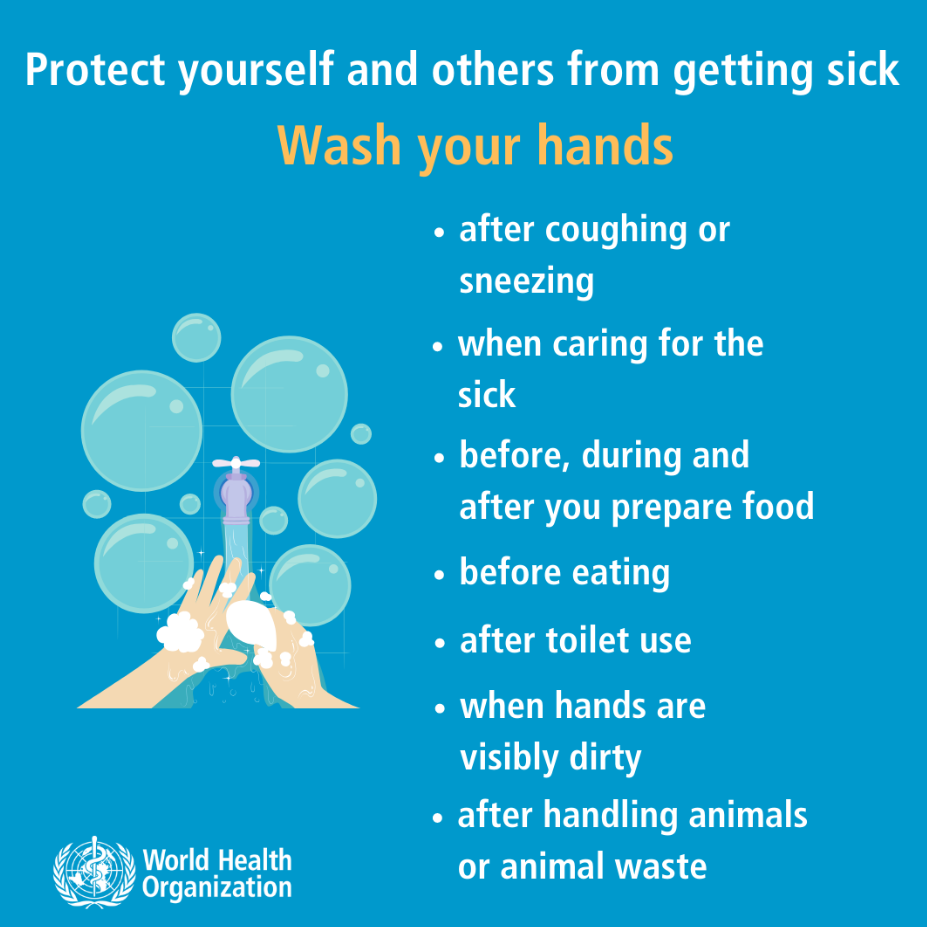 Protect yourself and others from getting sick
Wash your hands
• after coughing or
sneezing
• when caring for the
sick
• before, during and
after you prepare food
• before eating
• after toilet use
• when hands are
visibly dirty
• after handling animals
or animal waste
World Health
Organization